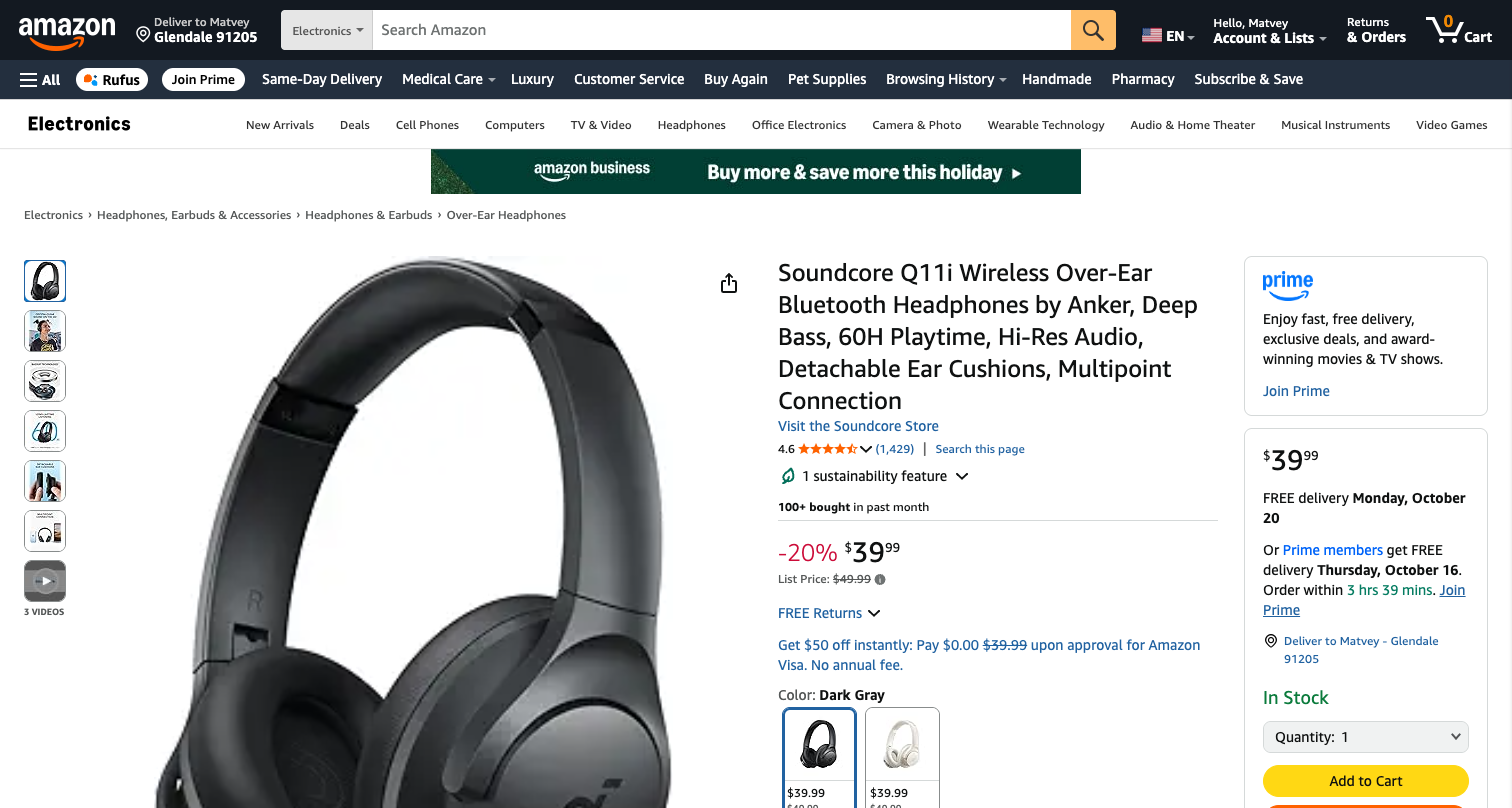 amazon
Deliver to Matvey
Glendale 91205
Electronics
Search Amazon
EN
Hello, Matvey
Account & Lists
Returns
& Orders
0
Cart
All
Rufus
Join Prime
Same-Day Delivery
Medical Care
Luxury
Customer Service
Buy Again
Pet Supplies
Browsing History
Handmade
Pharmacy
Subscribe & Save
Electronics
New Arrivals
Deals
Cell Phones
Computers
TV & Video
Headphones
Office Electronics
Camera & Photo
Wearable Technology
Audio & Home Theater
Musical Instruments
Video Games
amazon business
Buy more & save more this holiday ▸
Electronics › Headphones, Earbuds & Accessories › Headphones & Earbuds › Over-Ear Headphones
3 VIDEOS
R
Soundcore Q11i Wireless Over-Ear
Bluetooth Headphones by Anker, Deep
Bass, 60H Playtime, Hi-Res Audio,
Detachable Ear Cushions, Multipoint
Connection
Visit the Soundcore Store
4.6 (1,429) | Search this page
1 sustainability feature
100+ bought in past month
-20% $39 99
List Price: $49.99
FREE Returns
Get $50 off instantly: Pay $0.00 $39.99 upon approval for Amazon
Visa. No annual fee.
Color: Dark Gray
$39.99
$39.99
prime
Enjoy fast, free delivery,
exclusive deals, and award-
winning movies & TV shows.
Join Prime
$39 99
FREE delivery Monday, October
20
Or Prime members get FREE
delivery Thursday, October 16.
Order within 3 hrs 39 mins. Join
Prime
Deliver to Matvey - Glendale
91205
In Stock
Quantity: 1
Add to Cart